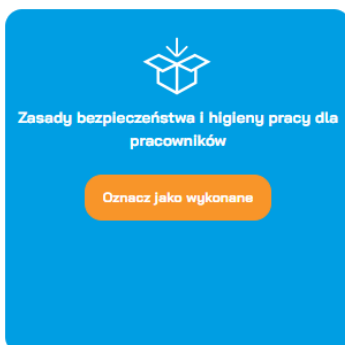 Zasady bezpieczeństwa i higieny pracy dla
pracowników
Oznacz jako wykonane